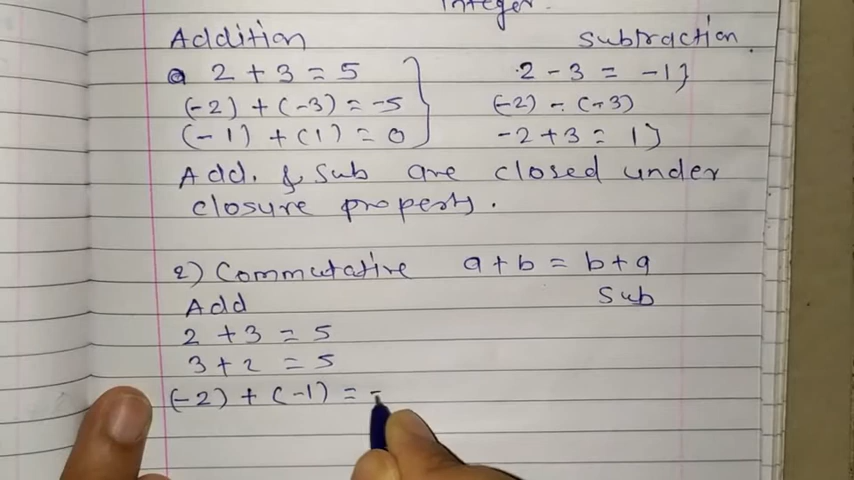 Integer.
Addition Subtraction.
2 + 3 = 5 2 - 3 = -1}
(-2) + (-3) = -5 (-2) - (-3)
(-1) + (1) = 0 } -2 + 3 = 1}
Add. & Sub are closed under
closure property.
2) Commutative a + b = b + a
Add Sub
2 + 3 = 5
3 + 2 = 5
(-2) + (-1) = -